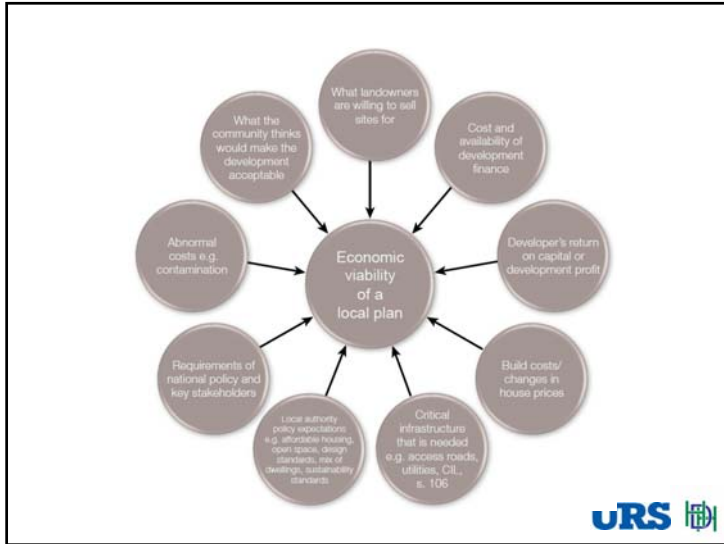 What landowners
are willing to sell
sites for
Cost and
availability of
development
finance
Developer's return
on capital or
development profit
Build costs/
changes in
house prices
Critical
infrastructure
that is needed
e.g. access roads,
utilities, CIL,
s. 106
Local authority
policy expectations
e.g. affordable housing,
open space, design
standards, mix of
dwellings, sustainability
standards
Requirements of
national policy and
key stakeholders
Abnormal
costs e.g.
contamination
What the
community thinks
would make the
development
acceptable
Economic
viability
of a
local plan
URS